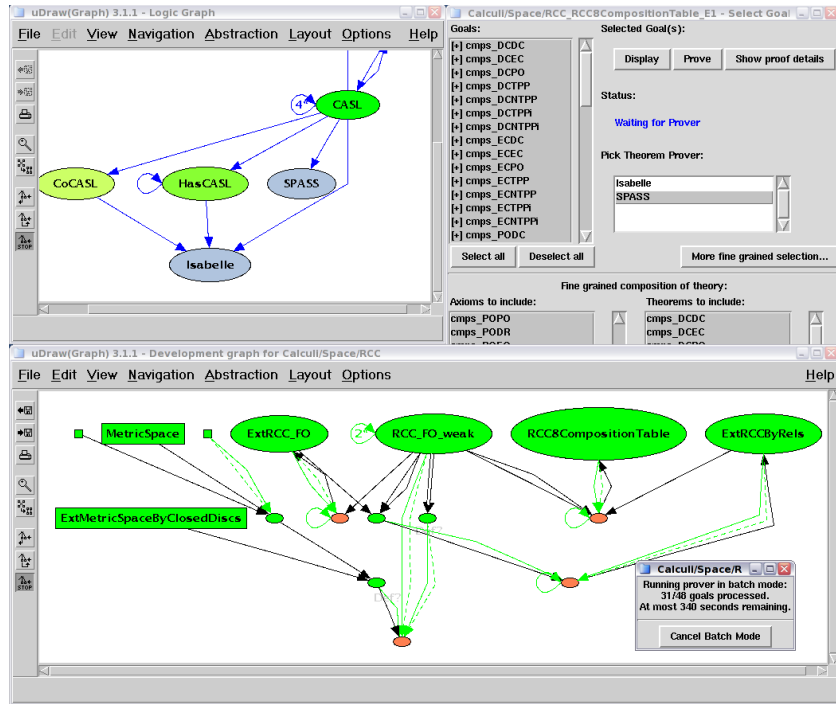 uDraw(Graph) 3.1.1 - Logic Graph
File Edit View Navigation Abstraction Layout Options Help
4
CASL
CoCASL
HasCASL
SPASS
Isabelle
STOP
Calculi/Space/RCC_RCC8CompositionTable_E1 - Select Goal
Goals:
[+] cmps_DCDC
[+] cmps_DCEC
[+] cmps_DCPO
[+] cmps_DCTPP
[+] cmps_DCNTPP
[+] cmps_DCTPPi
[+] cmps_DCNTPPi
[+] cmps_ECDC
[+] cmps_ECEC
[+] cmps_ECPO
[+] cmps_ECTPP
[+] cmps_ECNTPP
[+] cmps_ECTPPi
[+] cmps_ECNTPPi
[+] cmps_PODC
Select all
Deselect all
Selected Goal(s):
Display
Prove
Show proof details
Status:
Waiting for Prover
Pick Theorem Prover:
Isabelle
SPASS
More fine grained selection...
Fine grained composition of theory:
Axioms to include:
cmps_POPO
cmps_PODR
Theorems to include:
cmps_DCDC
cmps_DCEC
uDraw(Graph) 3.1.1 - Development graph for Calculi/Space/RCC
File Edit View Navigation Abstraction Layout Options Help
MetricSpace
ExtRCC_FO
2
RCC_FO_weak
RCC8CompositionTable
ExtRCCByRels
ExtMetricSpaceByClosedDiscs
STOP
Calculi/Space/R
Running prover in batch mode:
31/48 goals processed.
At most 340 seconds remaining.
Cancel Batch Mode